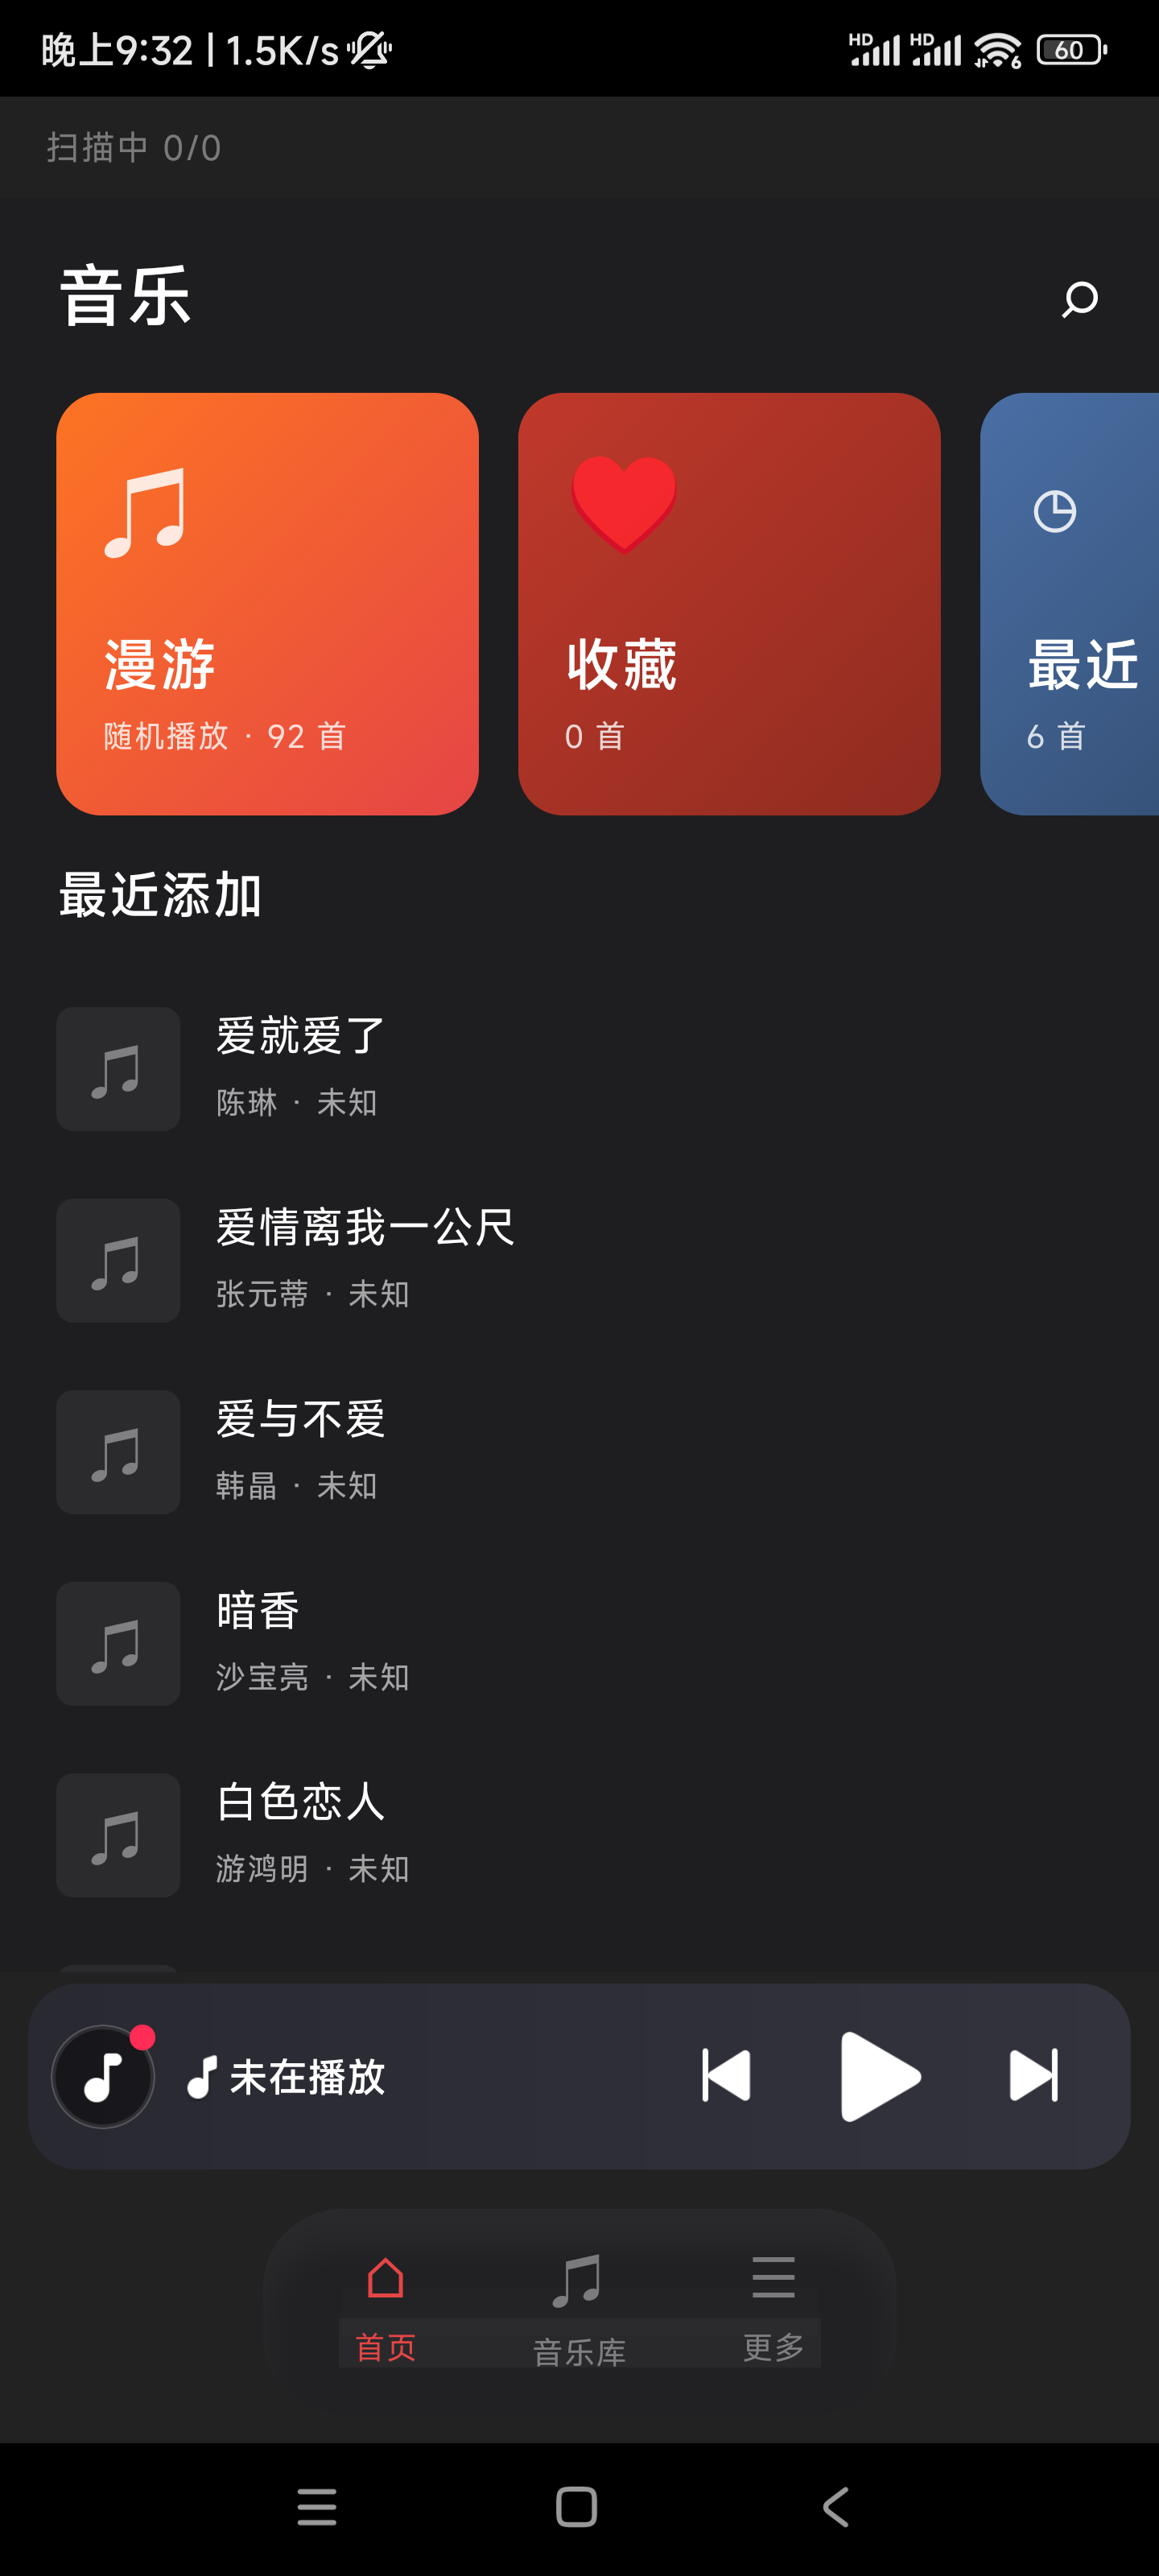 晚上9:32 | 1.5K/s
HD HD 6 60
扫描中 0/0
音乐
漫游
随机播放 · 92 首
收藏
0 首
最近
6 首
最近添加
爱就爱了
陈琳 · 未知
爱情离我一公尺
张元蒂 · 未知
爱与不爱
韩晶 · 未知
暗香
沙宝亮 · 未知
白色恋人
游鸿明 · 未知
未在播放
首页
音乐库
更多